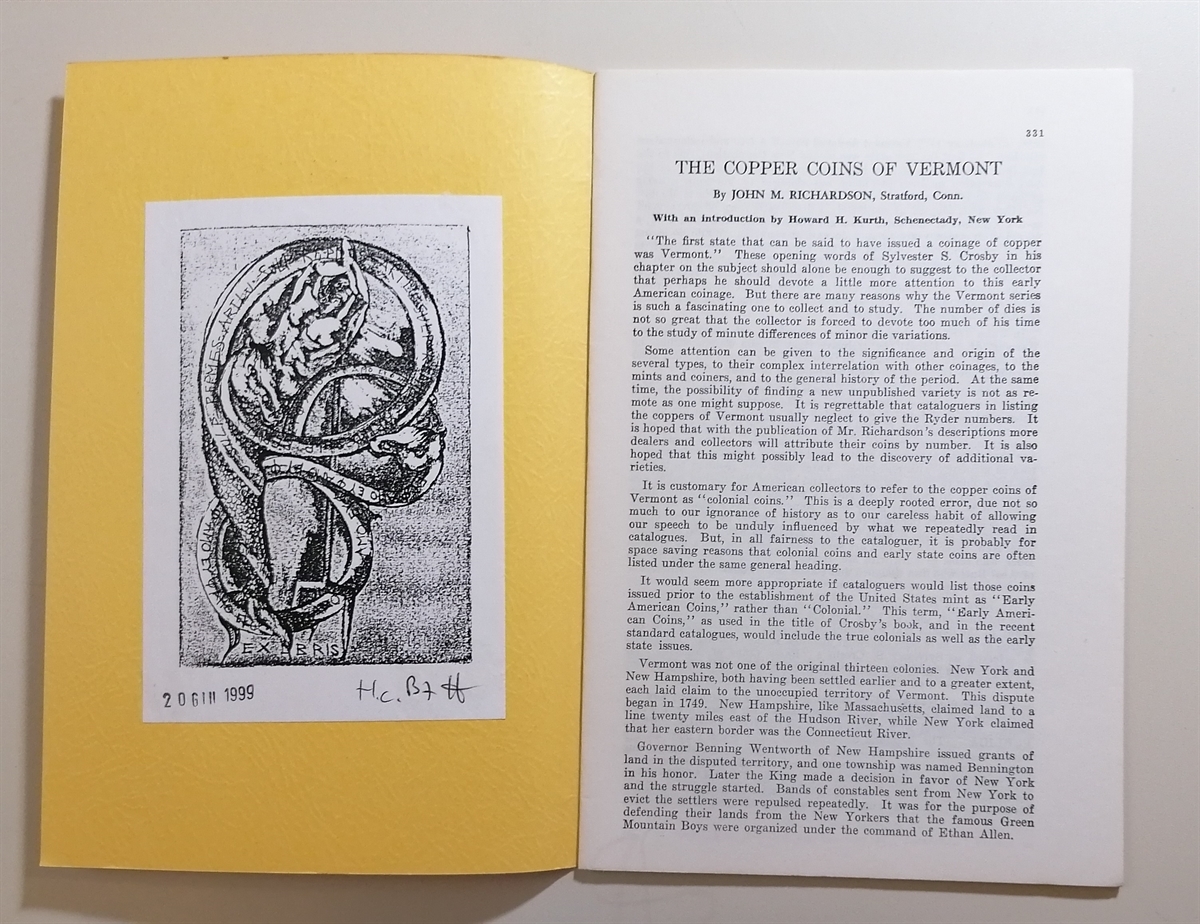 EX LIBRIS
20 GIU 1999
331
THE COPPER COINS OF VERMONT
By JOHN M. RICHARDSON, Stratford, Conn.
With an introduction by Howard H. Kurth, Schenectady, New York
"The first state that can be said to have issued a coinage of copper
was Vermont." These opening words of Sylvester S. Crosby in his
chapter on the subject should alone be enough to suggest to the collector
that perhaps he should devote a little more attention to this early
American coinage. But there are many reasons why the Vermont series
is such a fascinating one to collect and to study. The number of dies is
not so great that the collector is forced to devote too much of his time
to the study of minute differences of minor die variations.
Some attention can be given to the significance and origin of the
several types, to their complex interrelation with other coinages, to the
mints and coiners, and to the general history of the period. At the same
time, the possibility of finding a new unpublished variety is not as re-
mote as one might suppose. It is regrettable that cataloguers in listing
the coppers of Vermont usually neglect to give the Ryder numbers. It
is hoped that with the publication of Mr. Richardson's descriptions more
dealers and collectors will attribute their coins by number. It is also
hoped that this might possibly lead to the discovery of additional va-
rieties.
It is customary for American collectors to refer to the copper coins of
Vermont as "colonial coins." This is a deeply rooted error, due not so
much to our ignorance of history as to our careless habit of allowing
our speech to be unduly influenced by what we repeatedly read in
catalogues. But, in all fairness to the cataloguer, it is probably for
space saving reasons that colonial coins and early state coins are often
listed under the same general heading.
It would seem more appropriate if cataloguers would list those coins
issued prior to the establishment of the United States mint as "Early
American Coins," rather than "Colonial." This term, "Early Ameri-
can Coins," as used in the title of Crosby's book, and in the recent
standard catalogues, would include the true colonials as well as the early
state issues.
Vermont was not one of the original thirteen colonies. New York and
New Hampshire, both having been settled earlier and to a greater extent,
each laid claim to the unoccupied territory of Vermont. This dispute
began in 1749. New Hampshire, like Massachusetts, claimed land to a
line twenty miles east of the Hudson River, while New York claimed
that her eastern border was the Connecticut River.
Governor Benning Wentworth of New Hampshire issued grants of
land in the disputed territory, and one township was named Bennington
in his honor. Later the King made a decision in favor of New York
and the struggle started. Bands of constables sent from New York to
evict the settlers were repulsed repeatedly. It was for the purpose of
defending their lands from the New Yorkers that the famous Green
Mountain Boys were organized under the command of Ethan Allen.